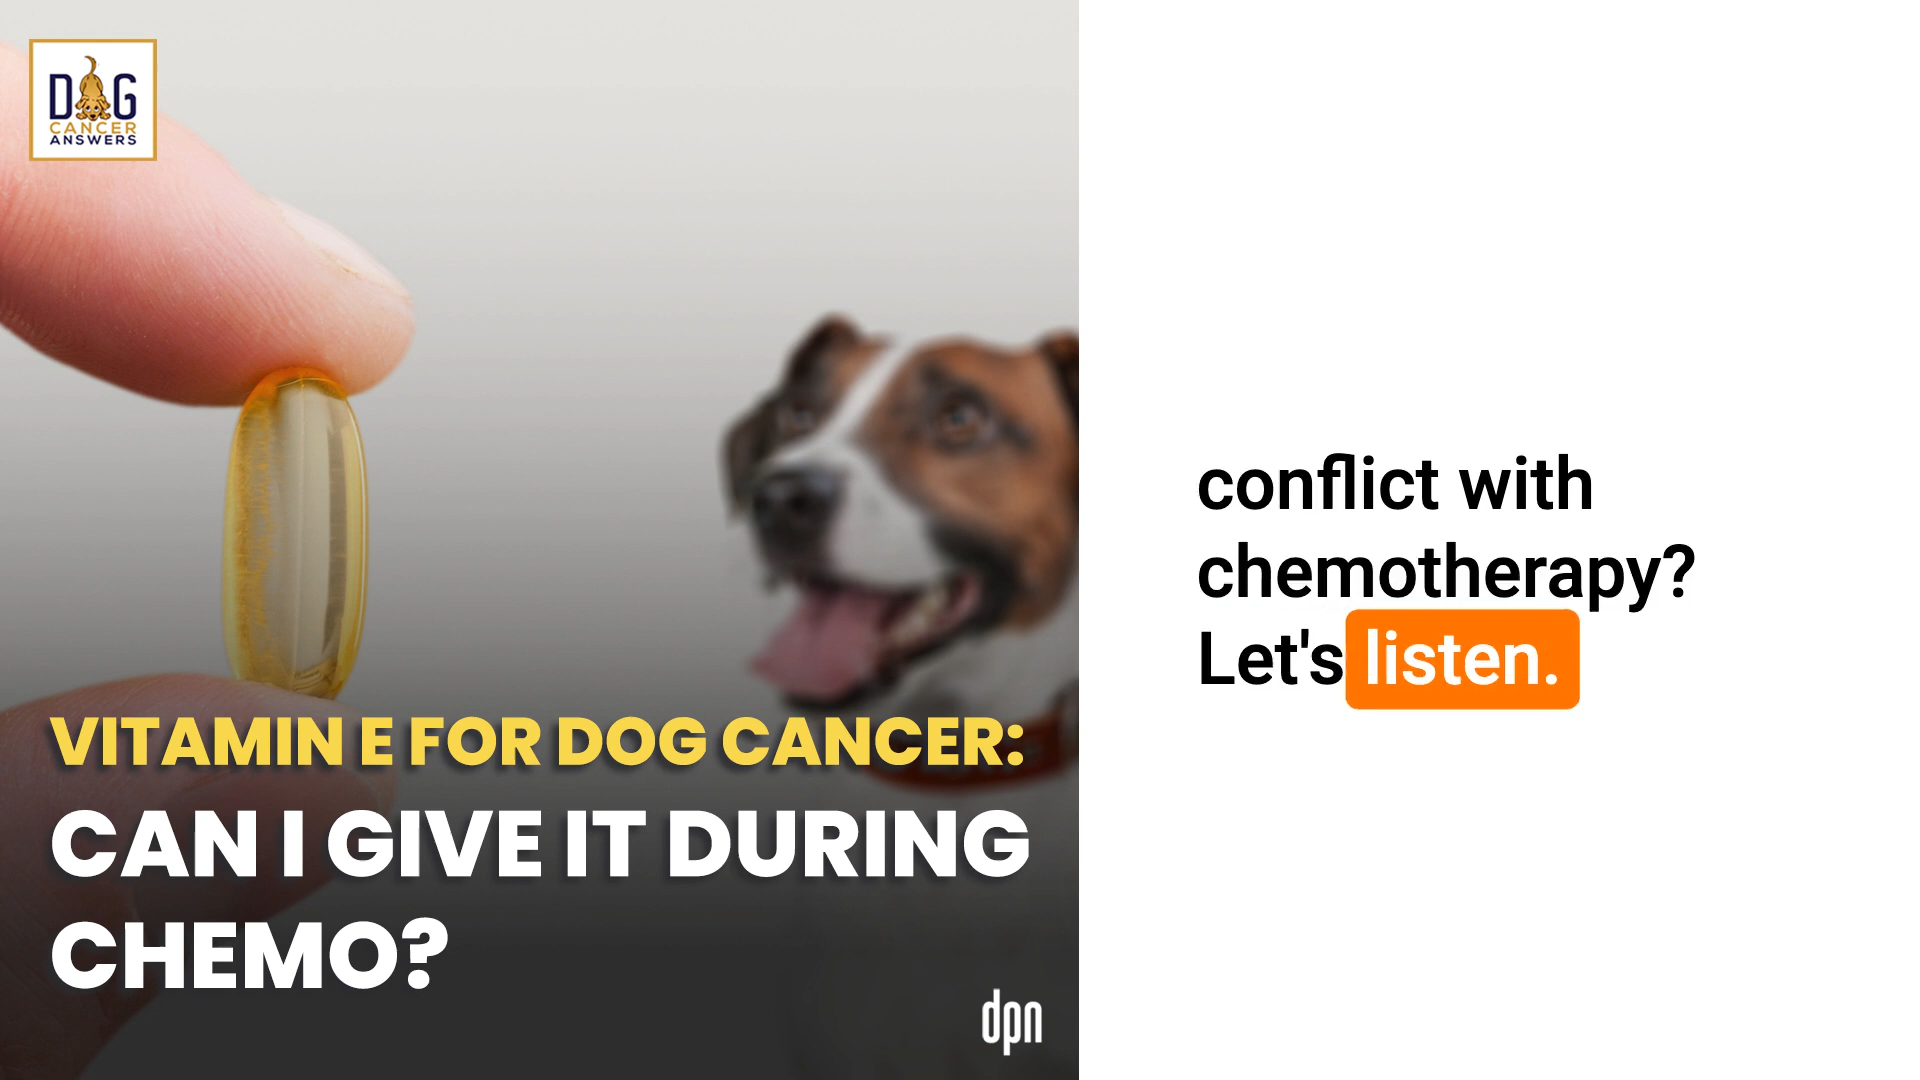 DOG
CANCER
ANSWERS
VITAMIN E FOR DOG CANCER:
CAN I GIVE IT DURING
CHEMO?
dpn
conflict with
chemotherapy?
Let's listen.